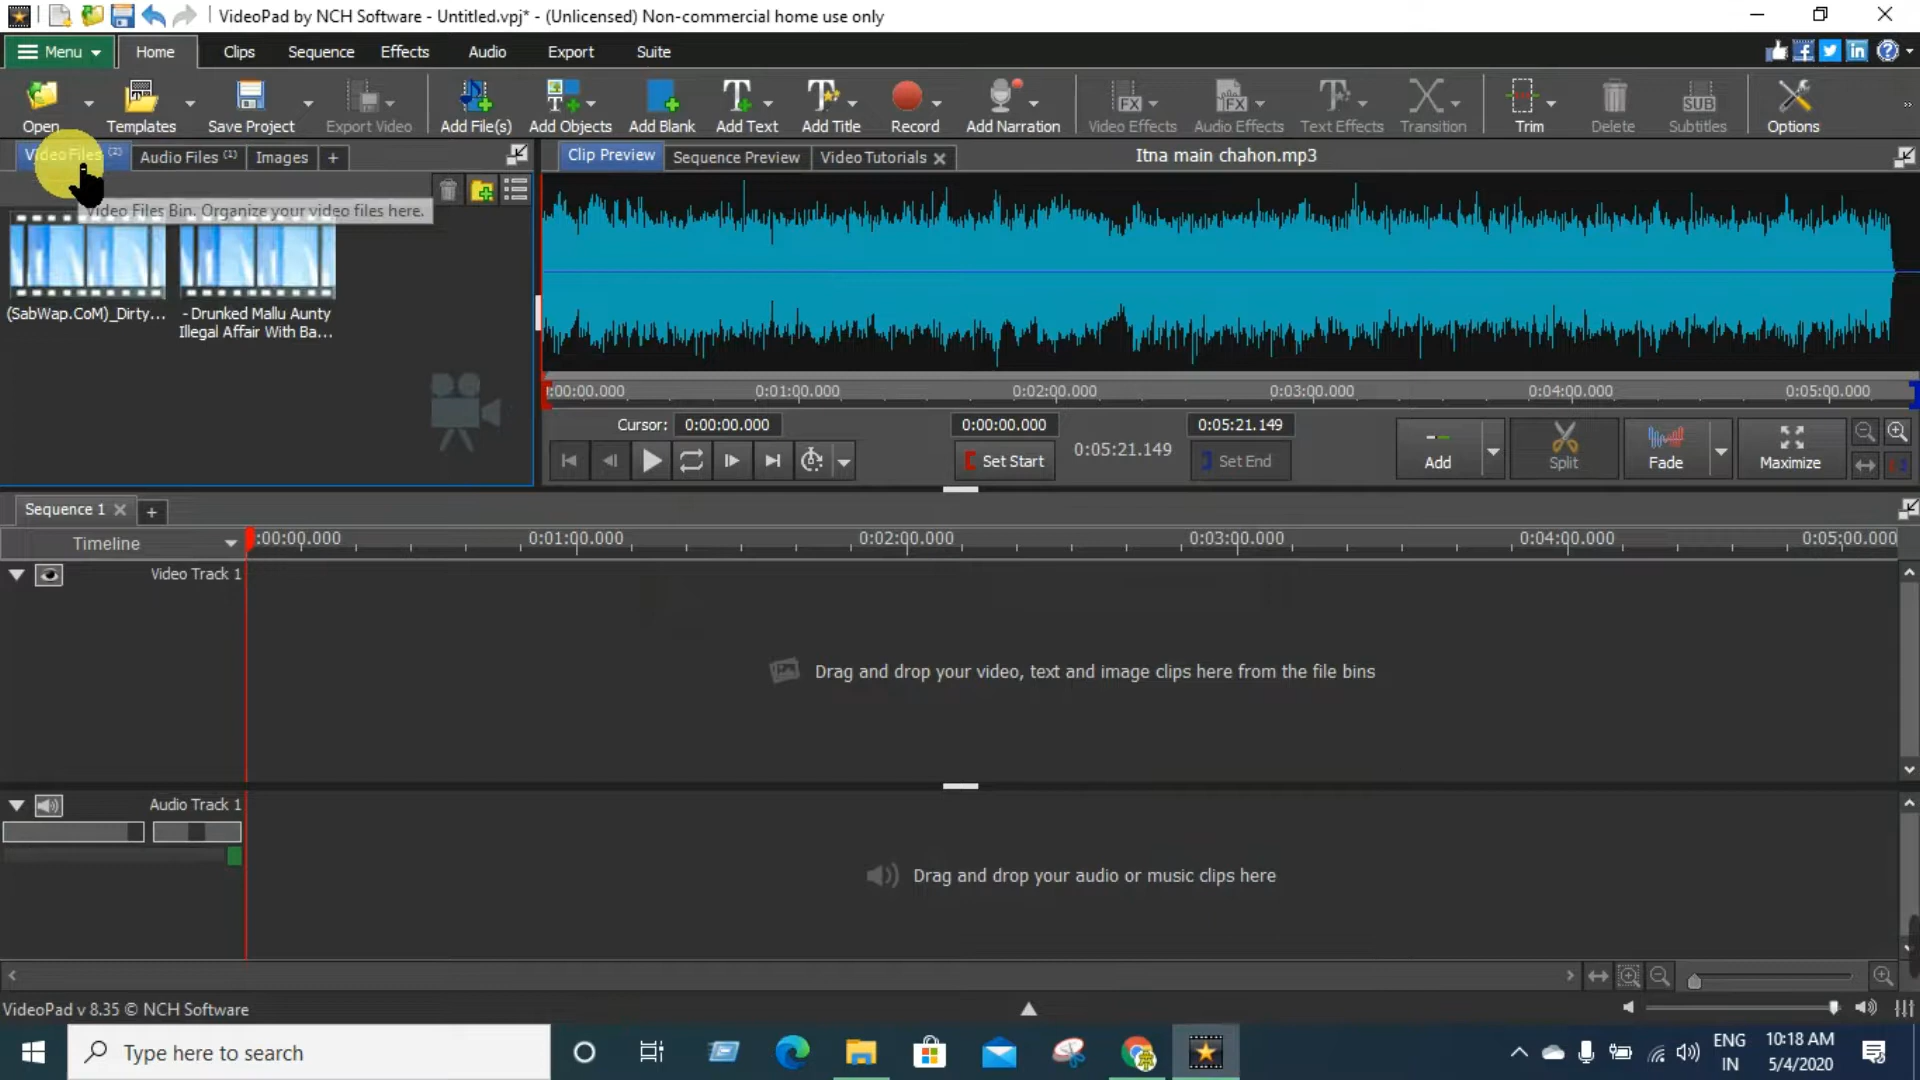 VideoPad by NCH Software - Untitled.vpj* - (Unlicensed) Non-commercial home use only
Menu Home Clips Sequence Effects Audio Export Suite
Open Templates Save Project Export Video Add File(s) Add Objects Add Blank Add Text Add Title Record Add Narration Video Effects Audio Effects Text Effects Transition Trim Delete Subtitles Options
FX FX SUB
Video Files (2) Audio Files (1) Images + Clip Preview Sequence Preview Video Tutorials Itna main chahon.mp3
Video Files Bin. Organize your video files here.
(SabWap.CoM)_Dirty... - Drunked Mallu Aunty
Illegal Affair With Ba...
:00:00.000 0:01:00.000 0:02:00.000 0:03:00.000 0:04:00.000 0:05:00.000
Cursor: 0:00:00.000 0:00:00.000 0:05:21.149
Set Start 0:05:21.149 Set End Add Split Fade Maximize
Sequence 1 +
Timeline :00:00.000 0:01:00.000 0:02:00.000 0:03:00.000 0:04:00.000 0:05:00.000
Video Track 1
Drag and drop your video, text and image clips here from the file bins
Audio Track 1
Drag and drop your audio or music clips here
VideoPad v 8.35 © NCH Software
Type here to search ENG 10:18 AM
IN 5/4/2020